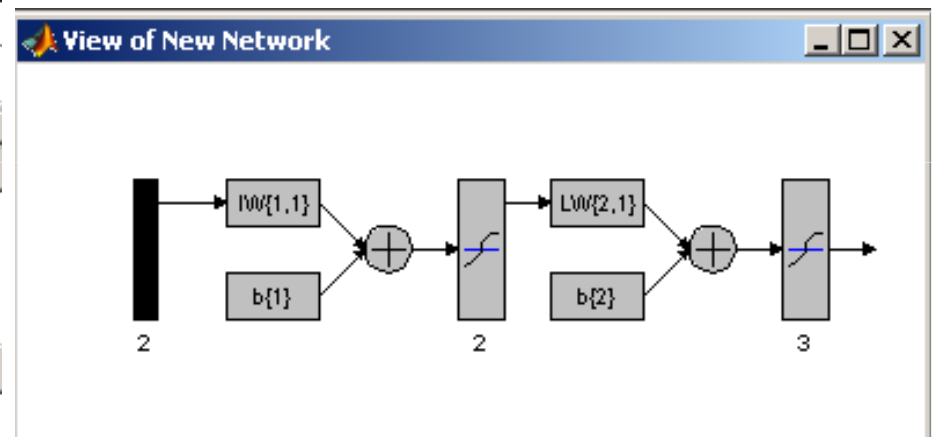 View of New Network
IW{1,1}
LW{2,1}
b{1}
b{2}
2
2
3